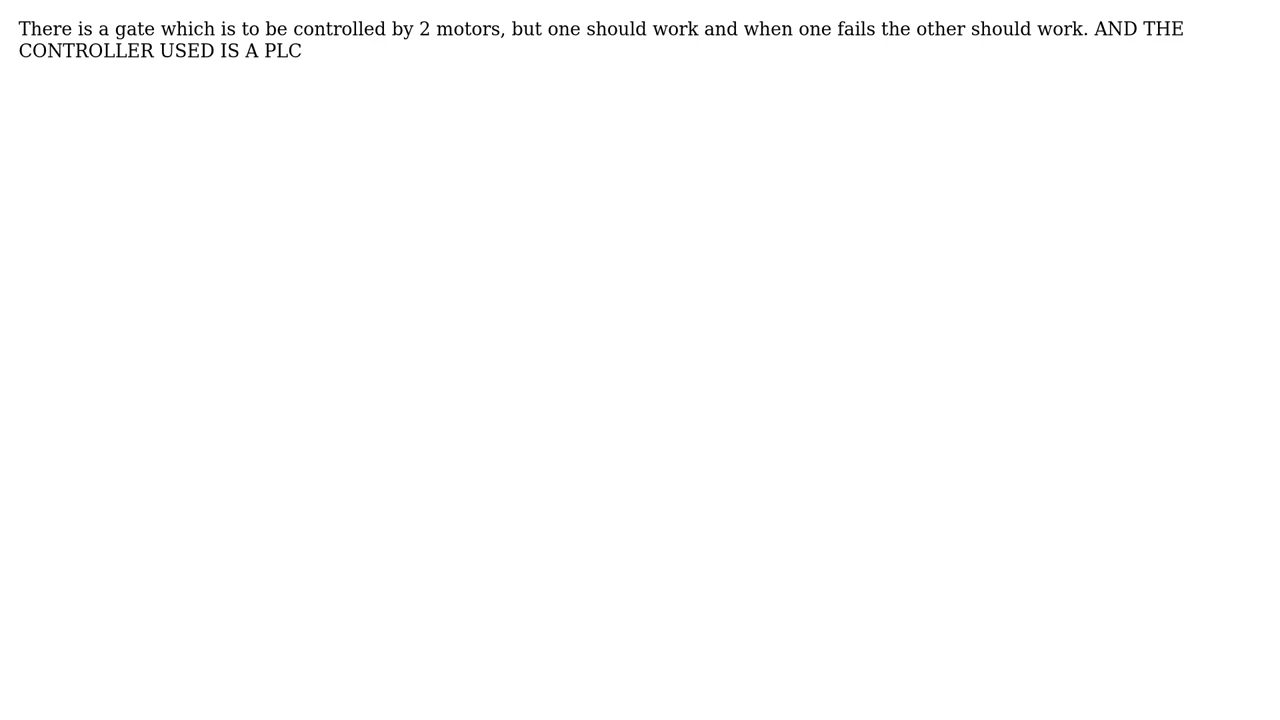 There is a gate which is to be controlled by 2 motors, but one should work and when one fails the other should work. AND THE
CONTROLLER USED IS A PLC